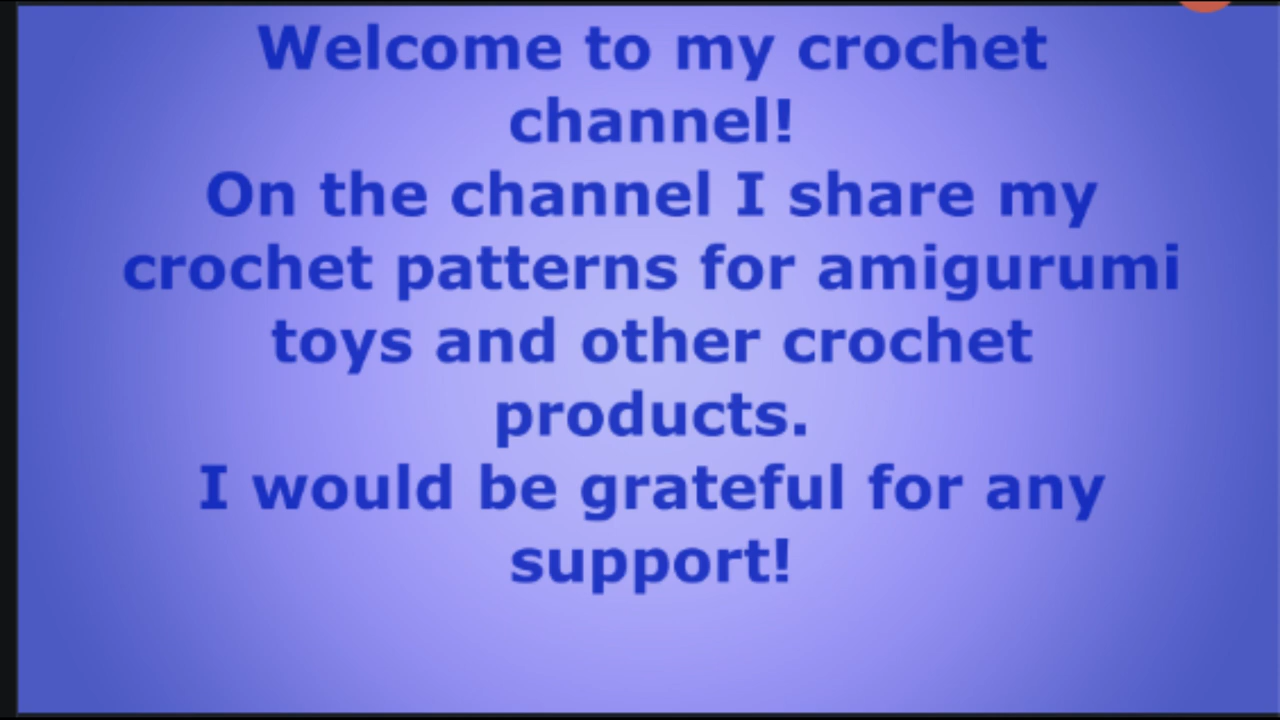 Welcome to my crochet
channel!
On the channel I share my
crochet patterns for amigurumi
toys and other crochet
products.
I would be grateful for any
support!